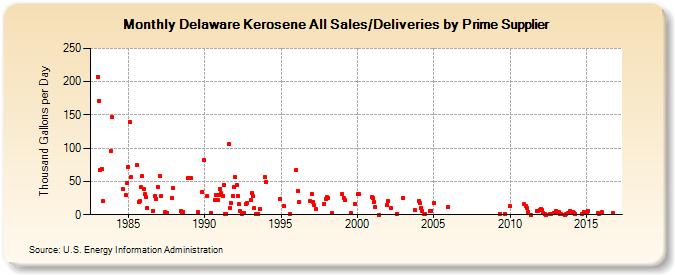 Monthly Delaware Kerosene All Sales/Deliveries by Prime Supplier
Thousand Gallons per Day
250
200
150
100
50
0
1985 1990 1995 2000 2005 2010 2015
Source: U.S. Energy Information Administration